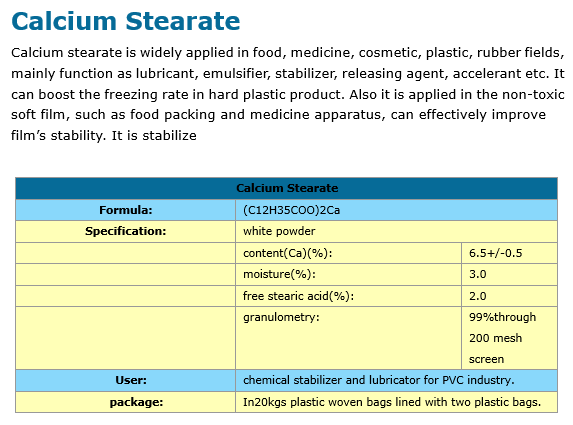 Calcium Stearate
Calcium stearate is widely applied in food, medicine, cosmetic, plastic, rubber fields,
mainly function as lubricant, emulsifier, stabilizer, releasing agent, accelerant etc. It
can boost the freezing rate in hard plastic product. Also it is applied in the non-toxic
soft film, such as food packing and medicine apparatus, can effectively improve
film’s stability. It is stabilize
Calcium Stearate
Formula: (C12H35COO)2Ca
Specification: white powder
content(Ca)(%): 6.5+/-0.5
moisture(%): 3.0
free stearic acid(%): 2.0
granulometry: 99%through
200 mesh
screen
User: chemical stabilizer and lubricator for PVC industry.
package: In20kgs plastic woven bags lined with two plastic bags.